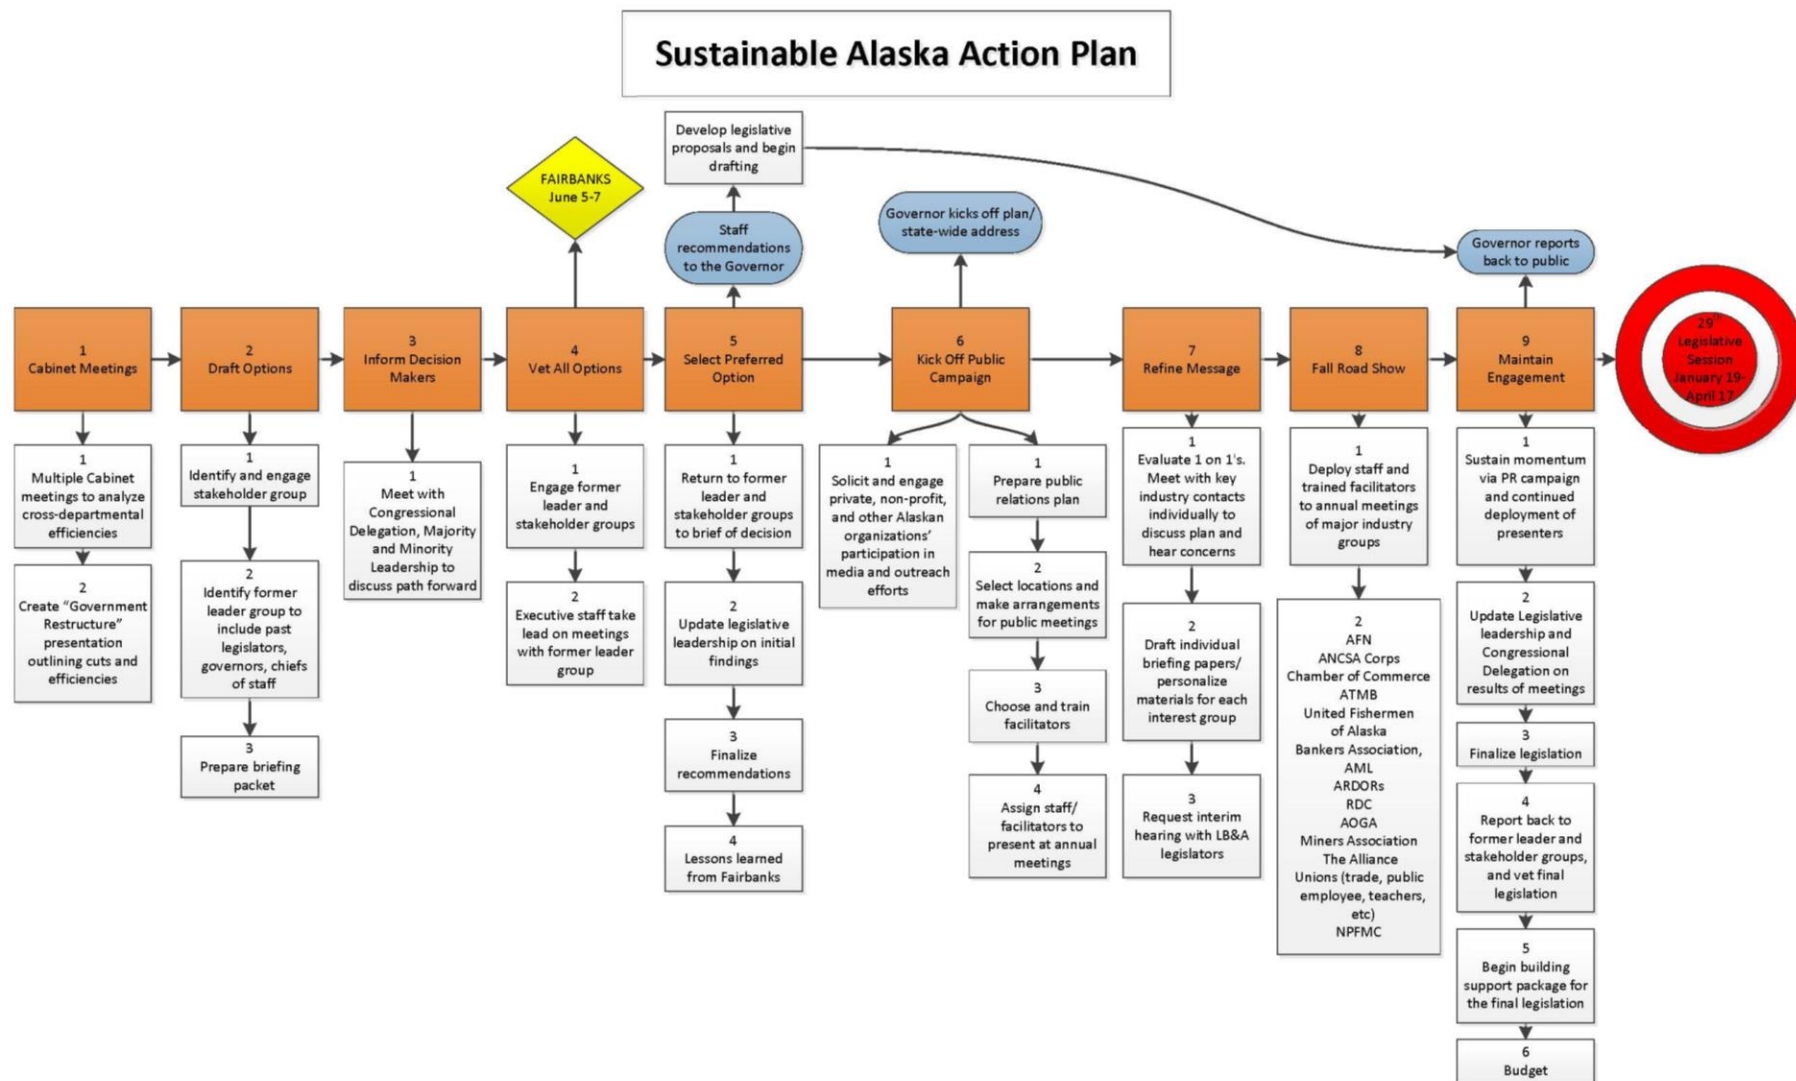 Sustainable Alaska Action Plan
Develop legislative
proposals and begin
drafting
FAIRBANKS
June 5-7
Staff
recommendations
to the Governor
Governor kicks off plan/
state-wide address
Governor reports
back to public
1
Cabinet Meetings
2
Draft Options
3
Inform Decision
Makers
4
Vet All Options
5
Select Preferred
Option
6
Kick Off Public
Campaign
7
Refine Message
8
Fall Road Show
9
Maintain
Engagement
29th
Legislative
Session
January 19-
April 17
1
Multiple Cabinet
meetings to analyze
cross-departmental
efficiencies
2
Create “Government
Restructure”
presentation
outlining cuts and
efficiencies
1
Identify and engage
stakeholder group
2
Identify former
leader group to
include past
legislators,
governors, chiefs
of staff
3
Prepare briefing
packet
1
Meet with
Congressional
Delegation, Majority
and Minority
Leadership to
discuss path forward
1
Engage former
leader and
stakeholder groups
2
Executive staff take
lead on meetings
with former leader
group
1
Return to former
leader and
stakeholder groups
to brief of decision
2
Update legislative
leadership on initial
findings
3
Finalize
recommendations
4
Lessons learned
from Fairbanks
1
Solicit and engage
private, non-profit,
and other Alaskan
organizations’
participation in
media and outreach
efforts
1
Prepare public
relations plan
2
Select locations and
make arrangements
for public meetings
3
Choose and train
facilitators
4
Assign staff/
facilitators to
present at annual
meetings
1
Evaluate 1 on 1's.
Meet with key
industry contacts
individually to
discuss plan and
hear concerns
2
Draft individual
briefing papers/
personalize
materials for each
interest group
3
Request interim
hearing with LB&A
legislators
1
Deploy staff and
trained facilitators
to annual meetings
of major industry
groups
2
AFN
ANCSA Corps
Chamber of Commerce
ATMB
United Fishermen
of Alaska
Bankers Association,
AML
ARDORs
RDC
AOGA
Miners Association
The Alliance
Unions (trade, public
employee, teachers,
etc)
NPFMC
1
Sustain momentum
via PR campaign
and continued
deployment of
presenters
2
Update Legislative
leadership and
Congressional
Delegation on
results of meetings
3
Finalize legislation
4
Report back to
former leader and
stakeholder groups,
and vet final
legislation
5
Begin building
support package for
the final legislation
6
Budget